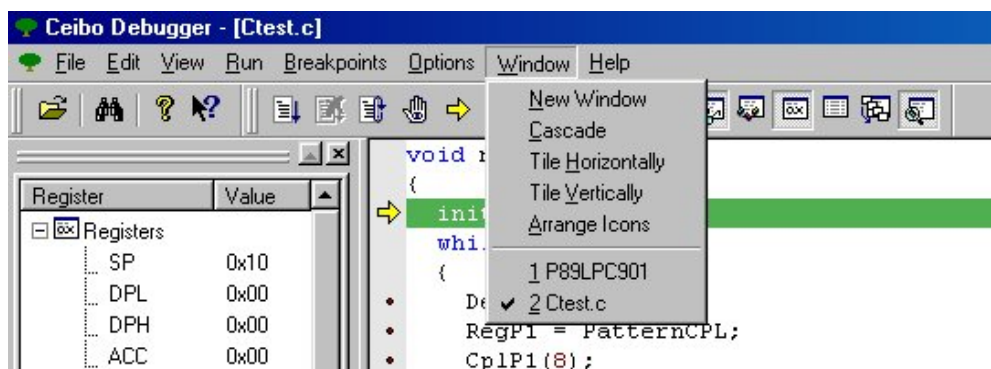 Ceibo Debugger - [Ctest.c]
File Edit View Run Breakpoints Options Window Help
New Window
Cascade
Tile Horizontally
Tile Vertically
Arrange Icons
1 P89LPC901
2 Ctest.c
Register Value
Registers
SP 0x10
DPL 0x00
DPH 0x00
ACC 0x00
void
{
{
RegP1 = PatternCPL;
CplP1(8);